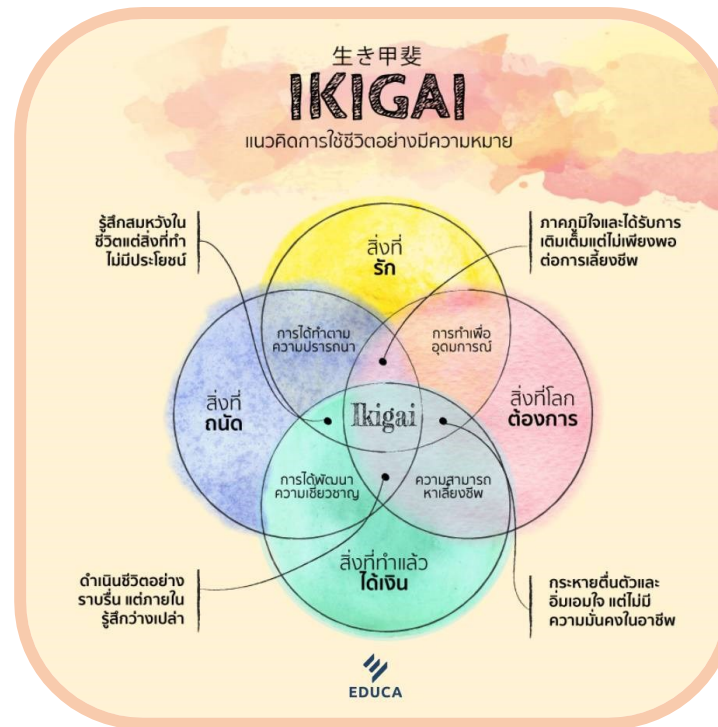 生き甲斐
IKIGAI
แนวคิดการใช้ชีวิตอย่างมีความหมาย
รู้สึกสมหวังใน
ชีวิตแต่สิ่งที่ทำ
ไม่มีประโยชน์
ภาคภูมิใจและได้รับการ
เติมเต็มแต่ไม่เพียงพอ
ต่อการเลี้ยงชีพ
สิ่งที่
รัก
การได้ทำตาม
ความปรารถนา
การทำเพื่อ
อุดมการณ์
สิ่งที่
ถนัด
Ikigai
สิ่งที่โลก
ต้องการ
การได้พัฒนา
ความเชี่ยวชาญ
ความสามารถ
หาเลี้ยงชีพ
สิ่งที่ทำแล้ว
ได้เงิน
ดำเนินชีวิตอย่าง
ราบรื่น แต่ภายใน
รู้สึกว่างเปล่า
กระหายตื่นตัวและ
อิ่มเอมใจ แต่ไม่มี
ความมั่นคงในอาชีพ
EDUCA